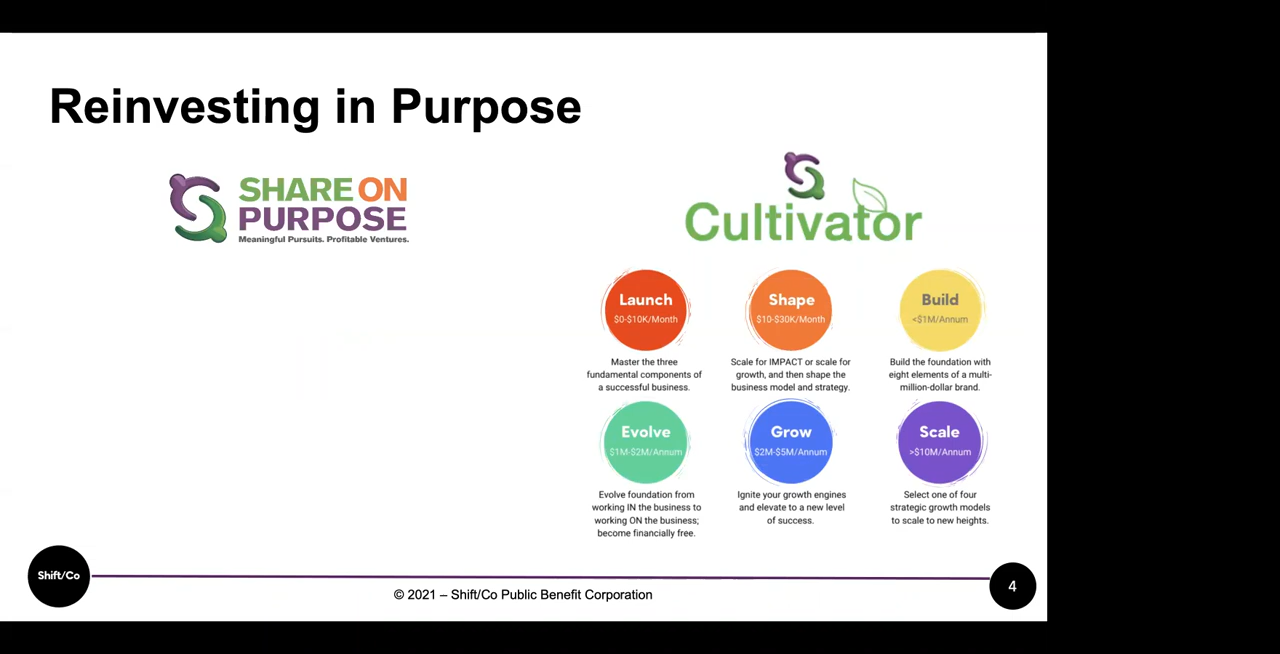 Reinvesting in Purpose
SHARE ON
PURPOSE
Meaningful Pursuits. Profitable Ventures.
Cultivator
Launch
$0-$10K/Month
Master the three
fundamental components of
a successful business.
Shape
$10-$30K/Month
Scale for IMPACT or scale for
growth, and then shape the
business model and strategy.
Build
<$1M/Annum
Build the foundation with
eight elements of a multi-
million-dollar brand.
Evolve
$1M-$2M/Annum
Evolve foundation from
working IN the business to
working ON the business;
become financially free.
Grow
$2M-$5M/Annum
Ignite your growth engines
and elevate to a new level
of success.
Scale
>$10M/Annum
Select one of four
strategic growth models
to scale to new heights.
Shift/Co
© 2021 – Shift/Co Public Benefit Corporation
4